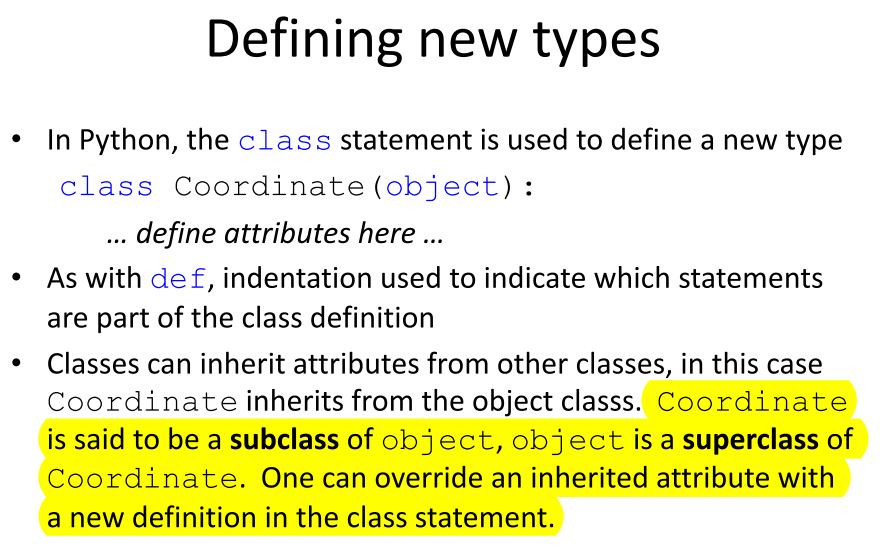 Defining new types
• In Python, the class statement is used to define a new type
class Coordinate(object):
… define attributes here …
• As with def, indentation used to indicate which statements
are part of the class definition
• Classes can inherit attributes from other classes, in this case
Coordinate inherits from the object classs. Coordinate
is said to be a subclass of object, object is a superclass of
Coordinate. One can override an inherited attribute with
a new definition in the class statement.